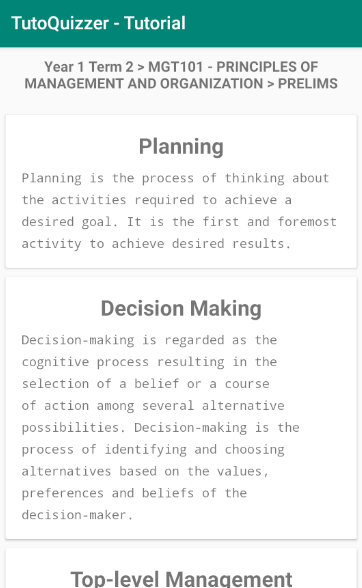 TutoQuizzer - Tutorial
Year 1 Term 2 > MGT101 - PRINCIPLES OF
MANAGEMENT AND ORGANIZATION > PRELIMS
Planning
Planning is the process of thinking about
the activities required to achieve a
desired goal. It is the first and foremost
activity to achieve desired results.
Decision Making
Decision-making is regarded as the
cognitive process resulting in the
selection of a belief or a course
of action among several alternative
possibilities. Decision-making is the
process of identifying and choosing
alternatives based on the values,
preferences and beliefs of the
decision-maker.
Top-level Management